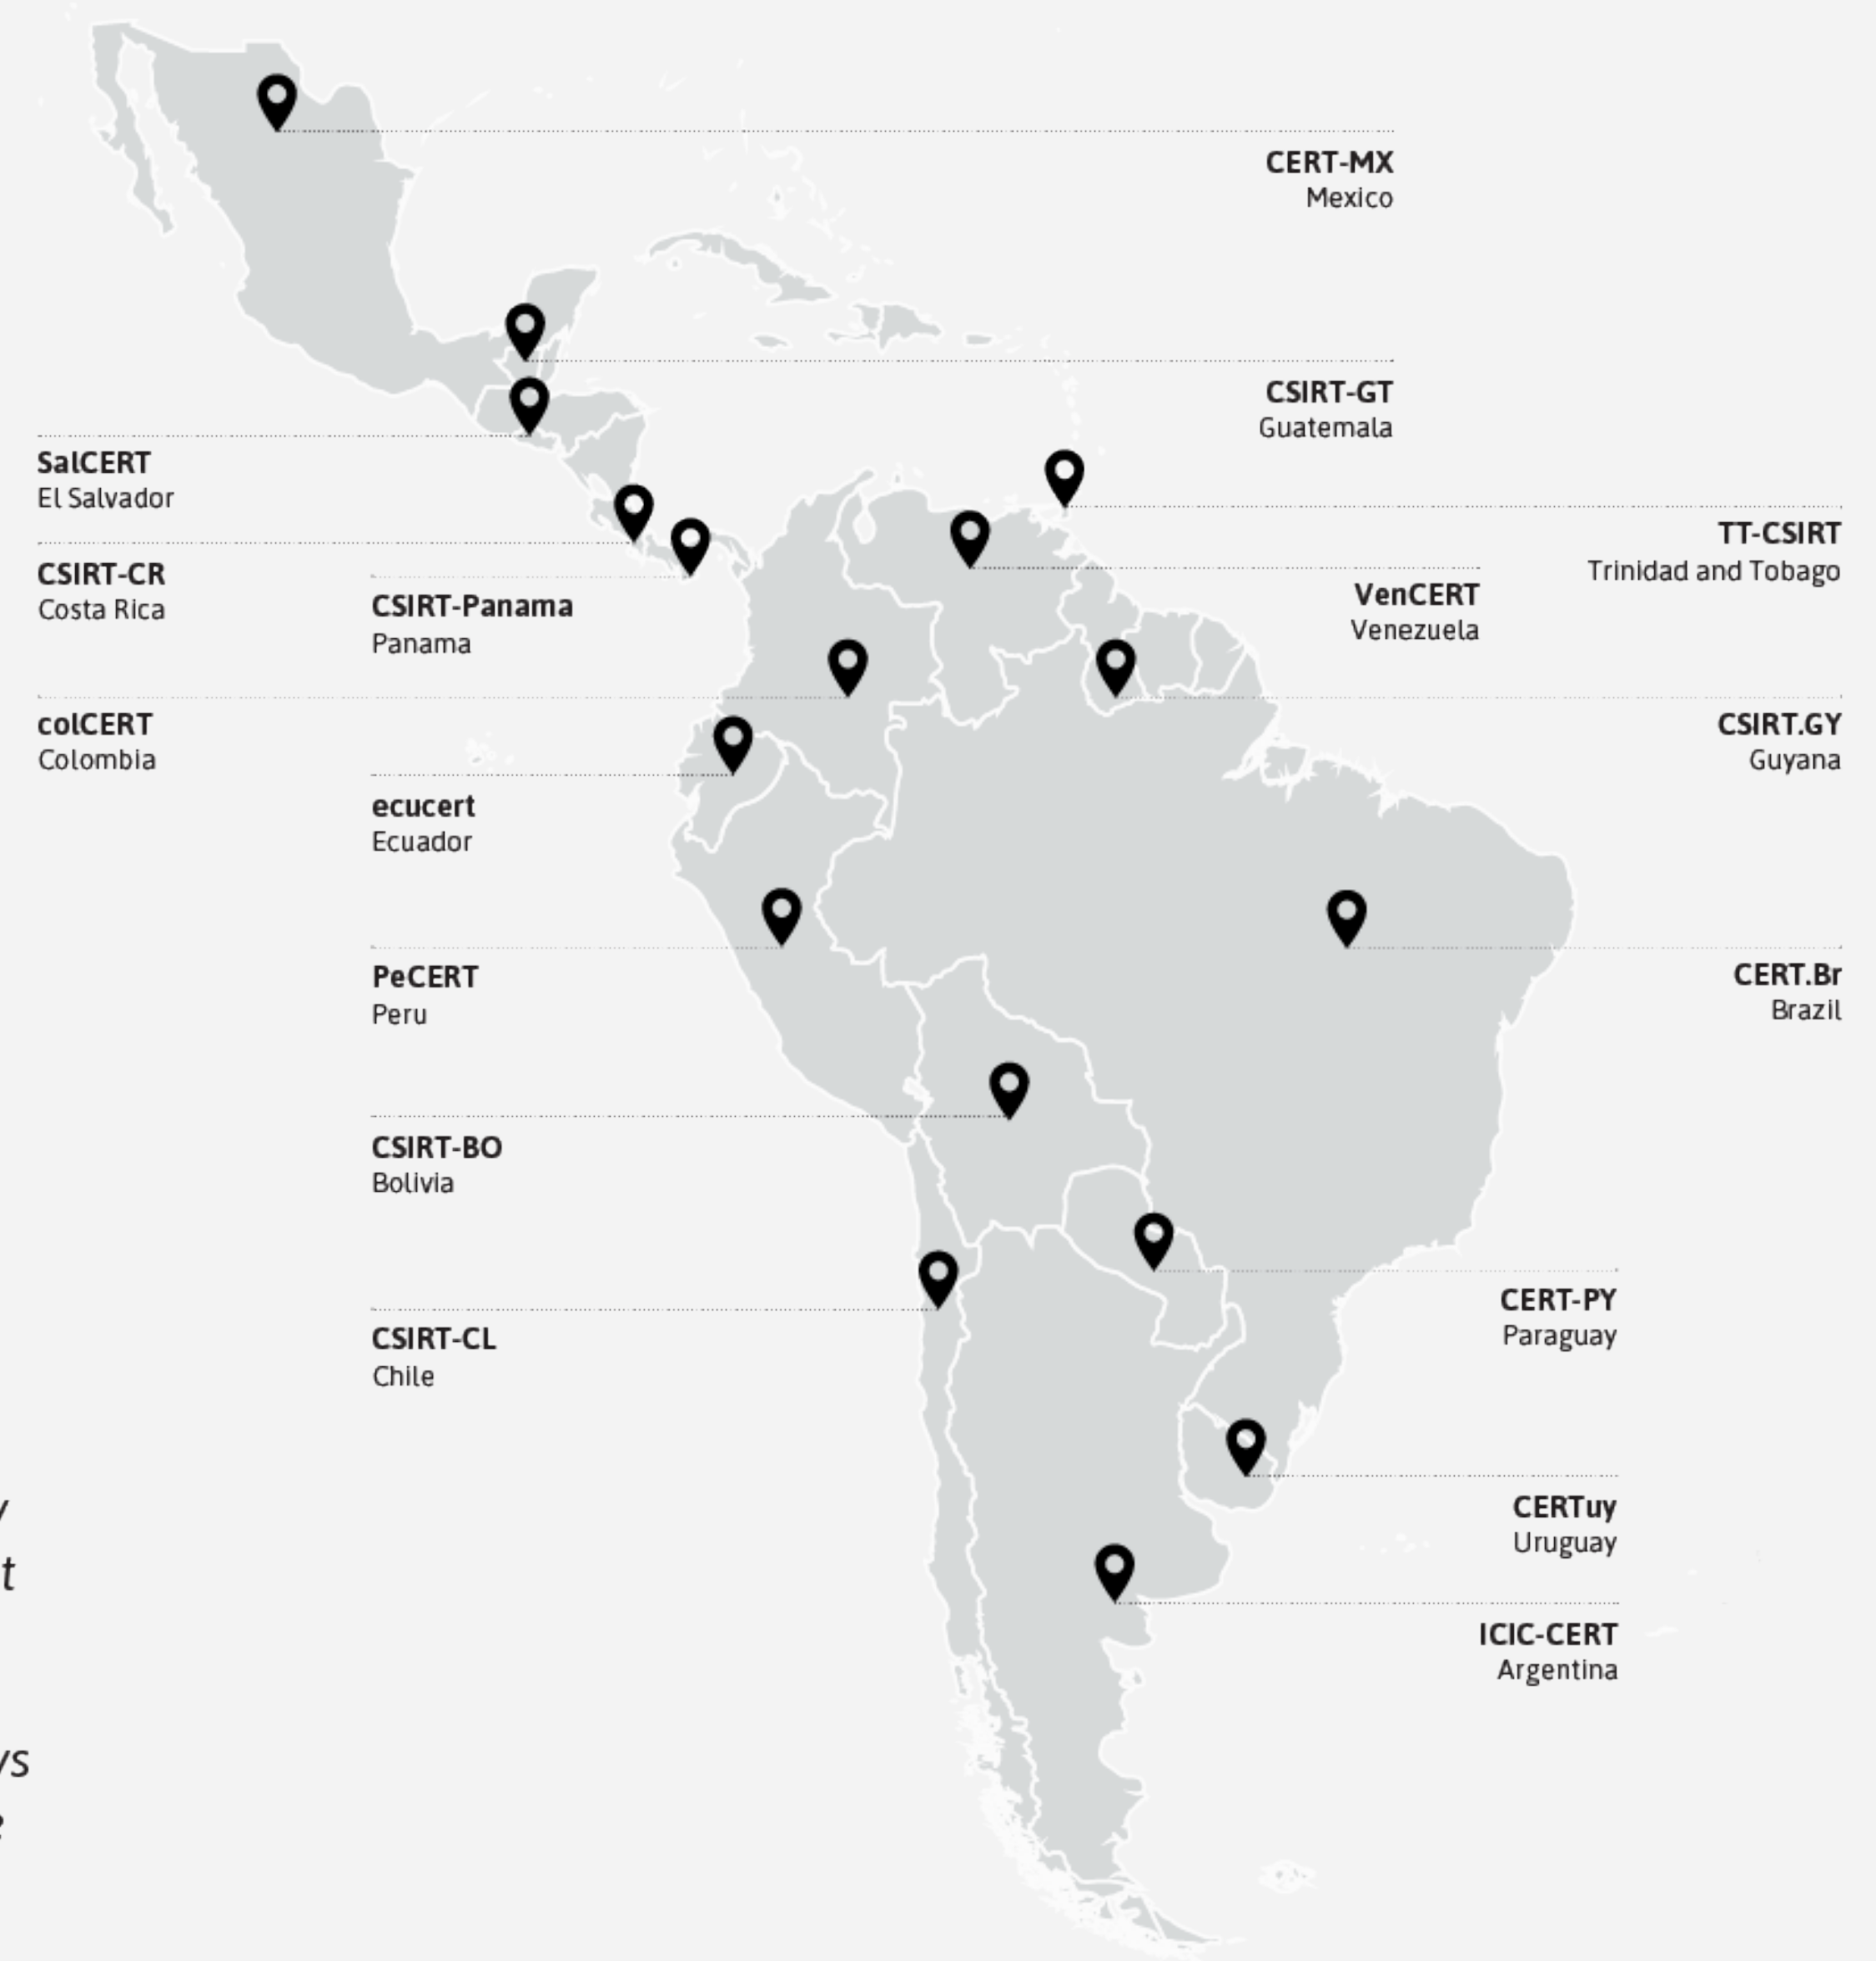 CERT-MX
Mexico
CSIRT-GT
Guatemala
SalCERT
El Salvador
TT-CSIRT
Trinidad and Tobago
CSIRT-CR
Costa Rica
CSIRT-Panama
Panama
VenCERT
Venezuela
colCERT
Colombia
CSIRT.GY
Guyana
ecucert
Ecuador
PeCERT
Peru
CERT.Br
Brazil
CSIRT-BO
Bolivia
CERT-PY
Paraguay
CSIRT-CL
Chile
CERTuy
Uruguay
ICIC-CERT
Argentina